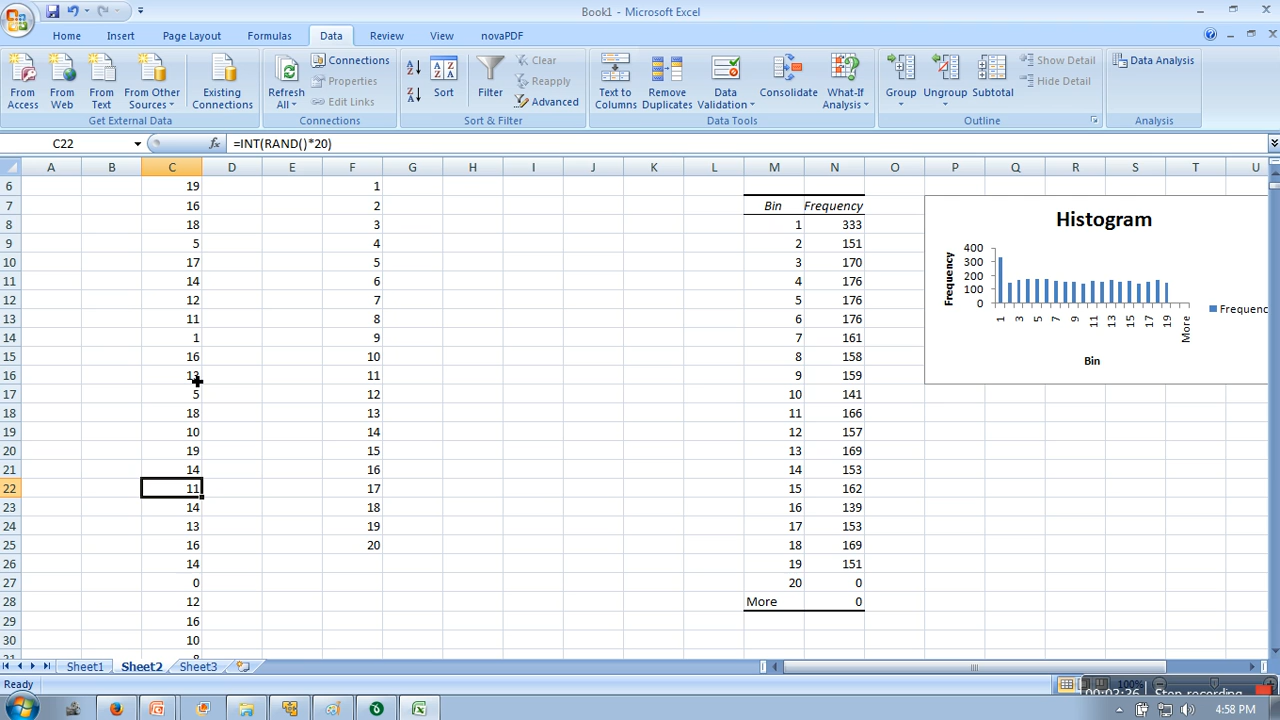 Book1 - Microsoft Excel
Home Insert Page Layout Formulas Data Review View novaPDF
From Access
From Web
From Text
From Other Sources
Existing Connections
Get External Data
Refresh All
Connections
Properties
Edit Links
Connections
Sort
Filter
Clear
Reapply
Advanced
Sort & Filter
Text to Columns
Remove Duplicates
Data Validation
Consolidate
What-If Analysis
Data Tools
Group
Ungroup
Subtotal
Show Detail
Hide Detail
Outline
Data Analysis
Analysis
C22 fx =INT(RAND()*20)
A B C D E F G H I J K L M N O P Q R S T U
6 19 1
7 16 2 Bin Frequency
8 18 3 1 333
9 5 4 2 151
10 17 5 3 170
11 14 6 4 176
12 12 7 5 176
13 11 8 6 176
14 1 9 7 161
15 16 10 8 158
16 13 11 9 159
17 5 12 10 141
18 18 13 11 166
19 10 14 12 157
20 19 15 13 169
21 14 16 14 153
22 11 17 15 162
23 14 18 16 139
24 13 19 17 153
25 16 20 18 169
26 14 19 151
27 0 20 0
28 12 More 0
29 16
30 10
Histogram
Frequency
400
300
200
100
0
1 3 5 7 9 11 13 15 17 19 More
Bin
Frequenc
Sheet1 Sheet2 Sheet3
Ready
100%
00:03:26 Stop recording
4:58 PM